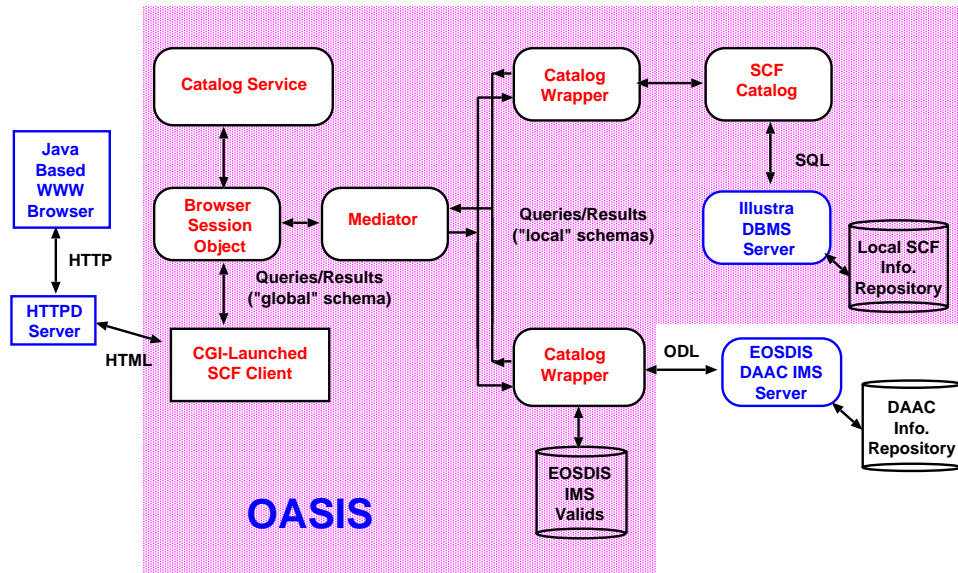 Catalog Service
Catalog
Wrapper
SCF
Catalog
Java
Based
WWW
Browser
SQL
Browser
Session
Object
Mediator
Queries/Results
("local" schemas)
Illustra
DBMS
Server
Local SCF
Info.
Repository
HTTP
Queries/Results
("global" schema)
HTTPD
Server
HTML
CGI-Launched
SCF Client
Catalog
Wrapper
ODL
EOSDIS
DAAC IMS
Server
DAAC
Info.
Repository
EOSDIS
IMS
Valids
OASIS